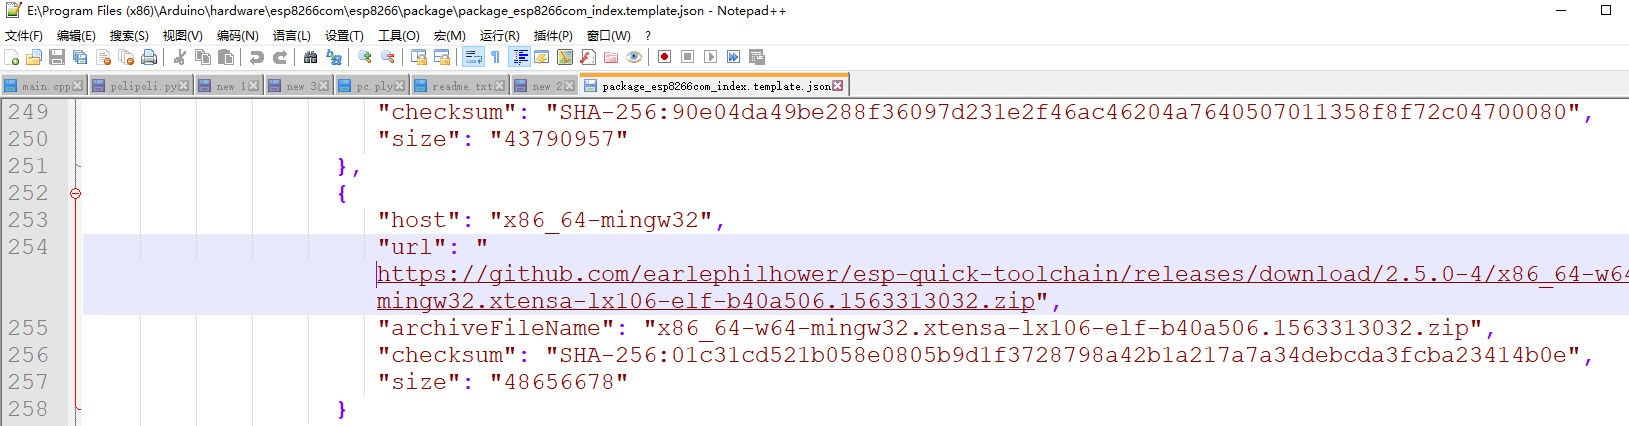 E:\Program Files (x86)\Arduino\hardware\esp8266com\esp8266\package\package_esp8266com_index.template.json - Notepad++
文件(F) 编辑(E) 搜索(S) 视图(V) 编码(N) 语言(L) 设置(T) 工具(O) 宏(M) 运行(R) 插件(P) 窗口(W) ?
main.cpp polipoli.py new 1 new 3 pc.ply readme.txt new 2 package_esp8266com_index.template.json
249 "checksum": "SHA-256:90e04da49be288f36097d231e2f46ac46204a7640507011358f8f72c04700080",
250 "size": "43790957"
251 },
252 {
253 "host": "x86_64-mingw32",
254 "url": "
https://github.com/earlephilhower/esp-quick-toolchain/releases/download/2.5.0-4/x86_64-w64
mingw32.xtensa-lx106-elf-b40a506.1563313032.zip",
255 "archiveFileName": "x86_64-w64-mingw32.xtensa-lx106-elf-b40a506.1563313032.zip",
256 "checksum": "SHA-256:01c31cd521b058e0805b9d1f3728798a42b1a217a7a34debcda3fcba23414b0e",
257 "size": "48656678"
258 }